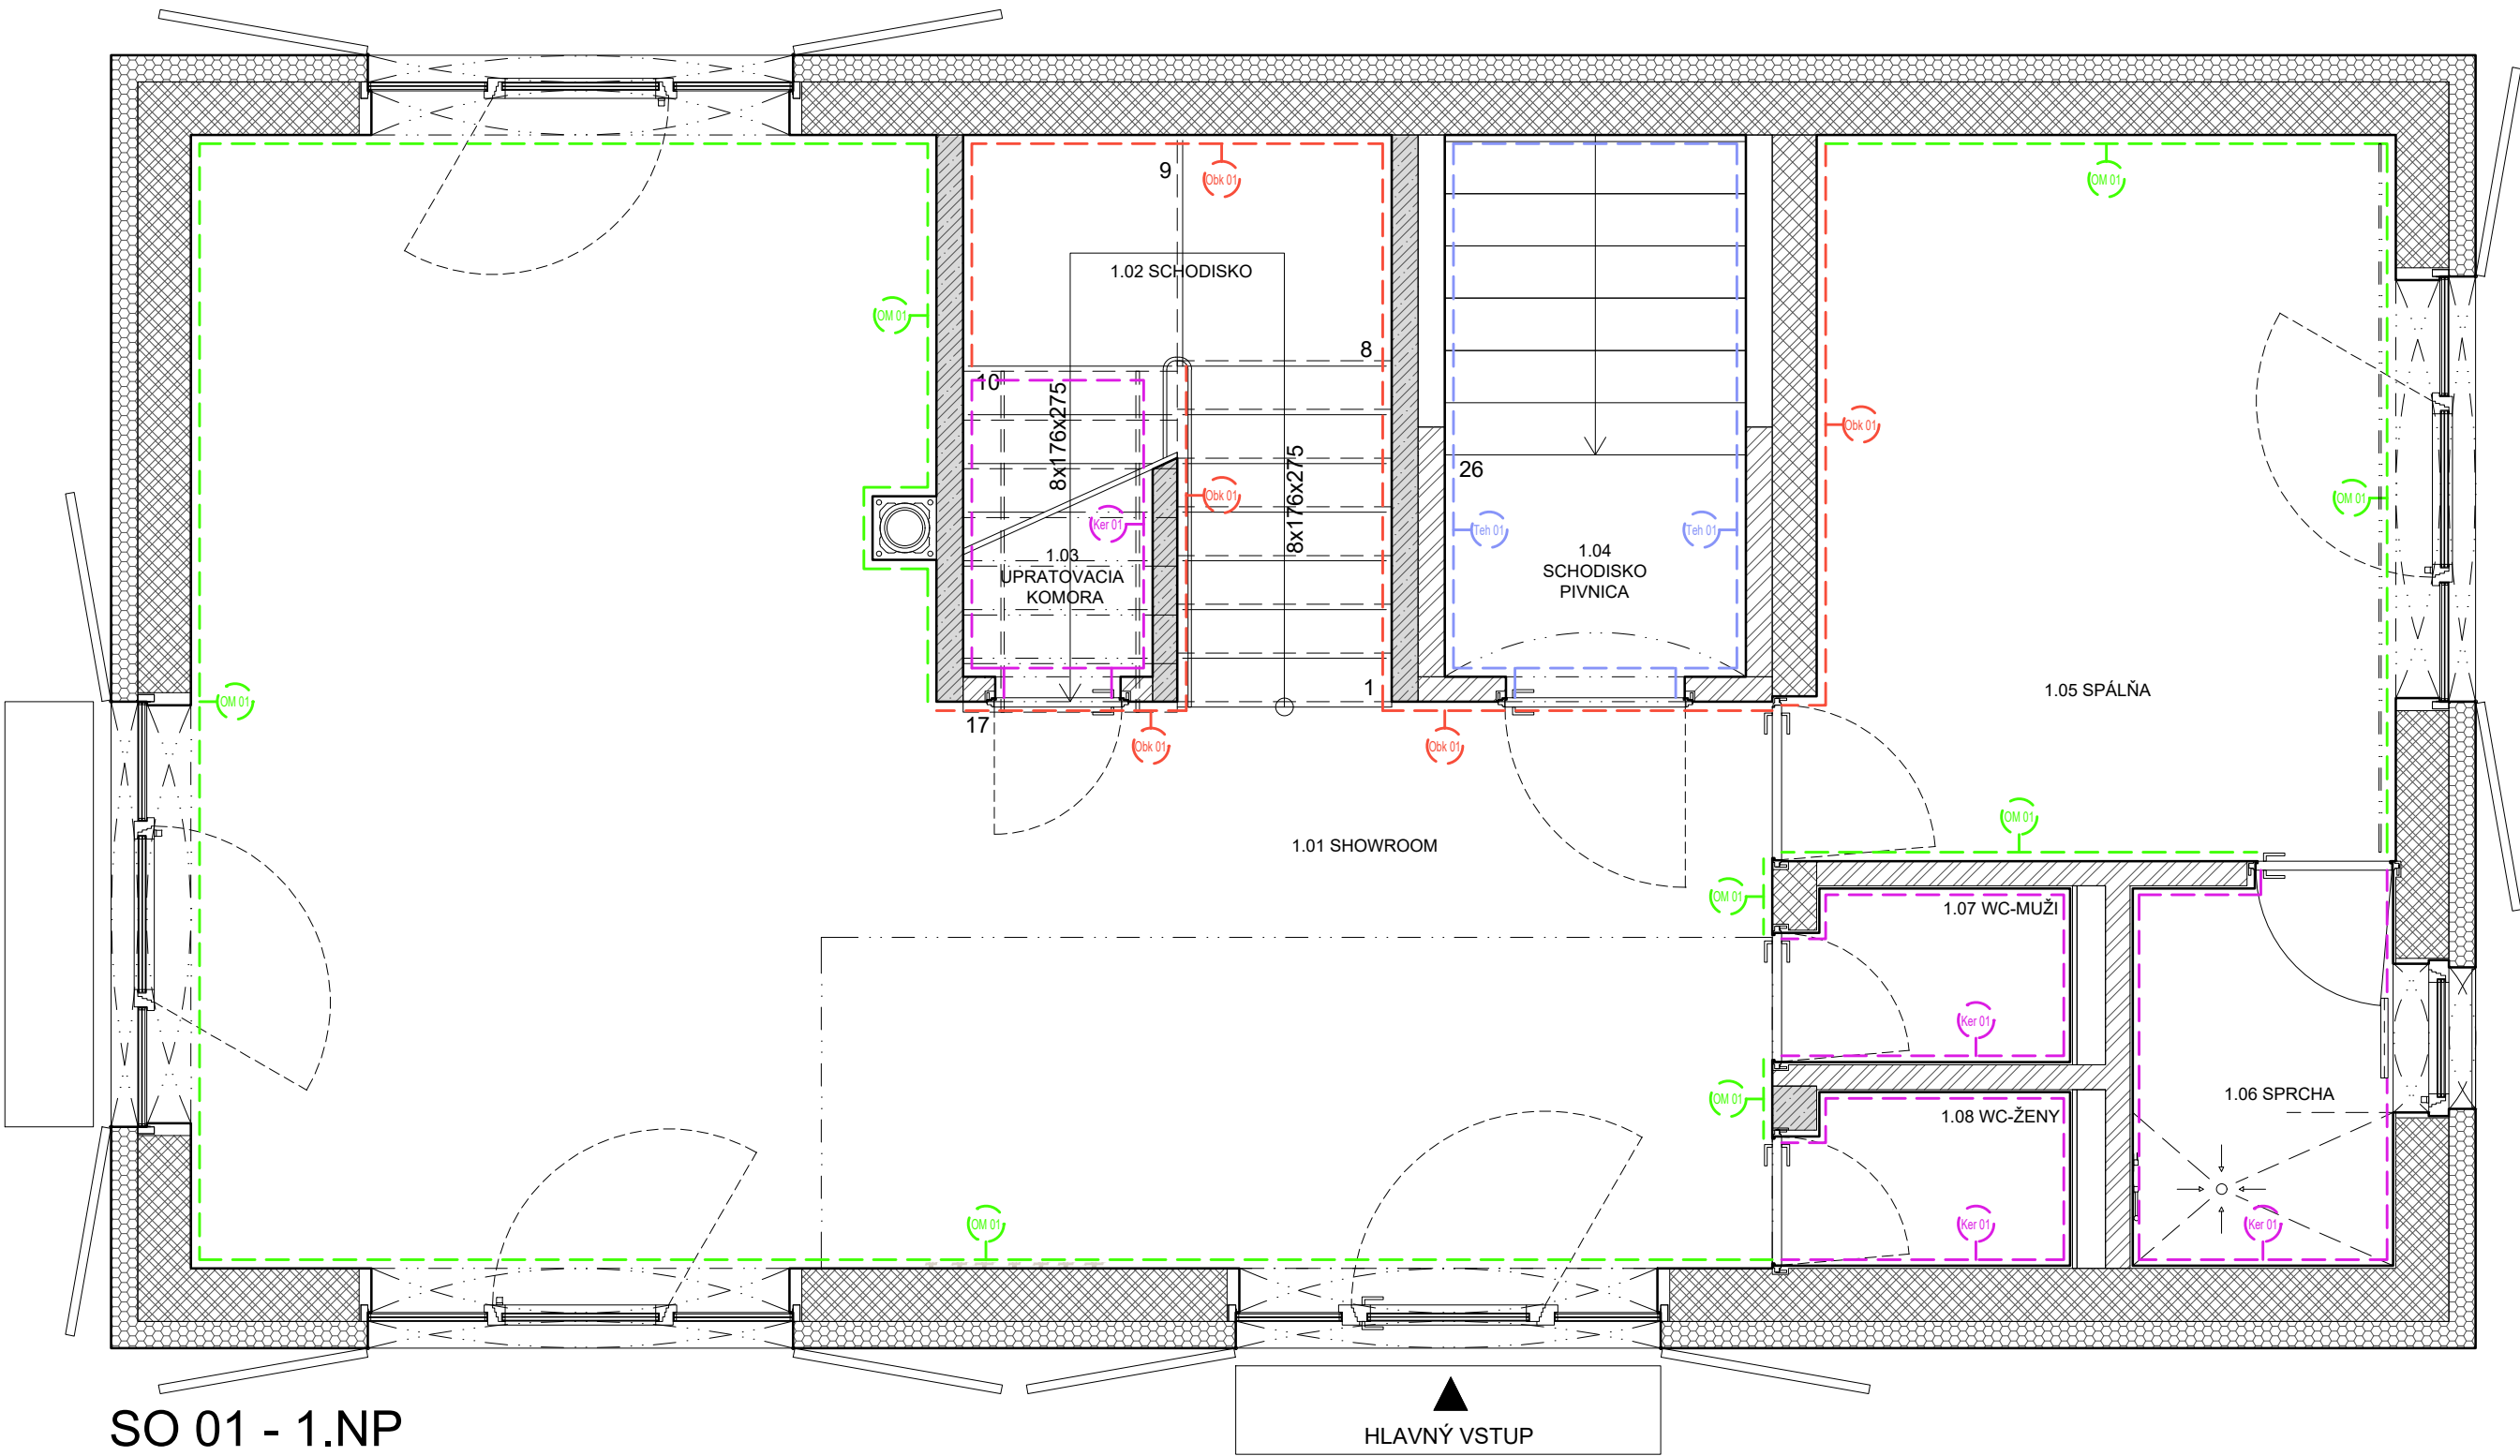 9
Obk 01
OM 01
1.02 SCHODISKO
OM 01
8
10
8x176x275
Obk 01
8x176x275
26
Obk 01
OM 01
Ker 01
Teh 01
Teh 01
1.03
UPRATOVACIA
KOMORA
1.04
SCHODISKO
PIVNICA
1
1.05 SPÁLŇA
OM 01
17
Obk 01
Obk 01
OM 01
1.01 SHOWROOM
OM 01
1.07 WC-MUŽI
Ker 01
OM 01
1.06 SPRCHA
1.08 WC-ŽENY
OM 01
Ker 01
Ker 01
SO 01 - 1.NP
HLAVNÝ VSTUP